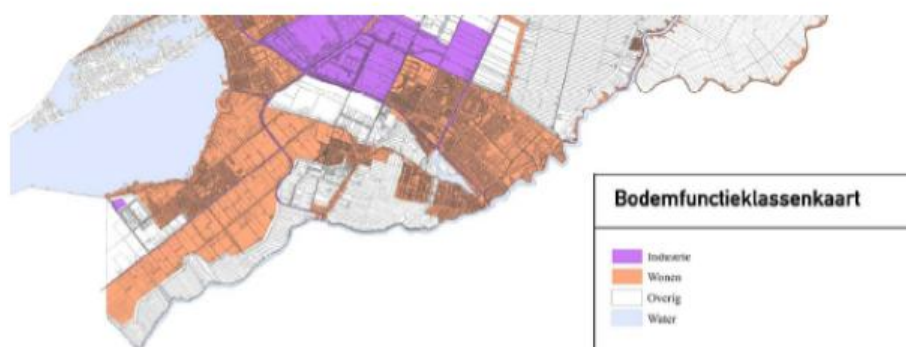 Bodemfunctieklassenkaart
Industrie
Wonen
Overig
Water